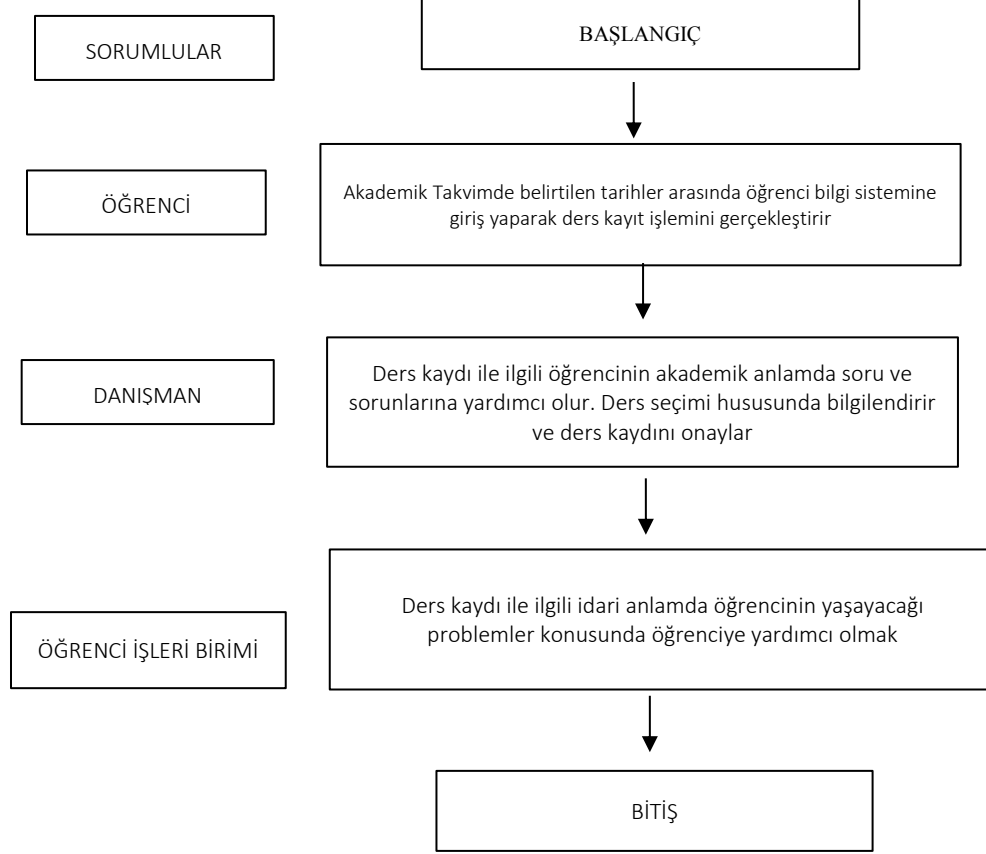 SORUMLULAR
BAŞLANGIÇ
ÖĞRENCİ
Akademik Takvimde belirtilen tarihler arasında öğrenci bilgi sistemine
giriş yaparak ders kayıt işlemini gerçekleştirir
DANIŞMAN
Ders kaydı ile ilgili öğrencinin akademik anlamda soru ve
sorunlarına yardımcı olur. Ders seçimi hususunda bilgilendirir
ve ders kaydını onaylar
ÖĞRENCİ İŞLERİ BİRİMİ
Ders kaydı ile ilgili idari anlamda öğrencinin yaşayacağı
problemler konusunda öğrenciye yardımcı olmak
BİTİŞ